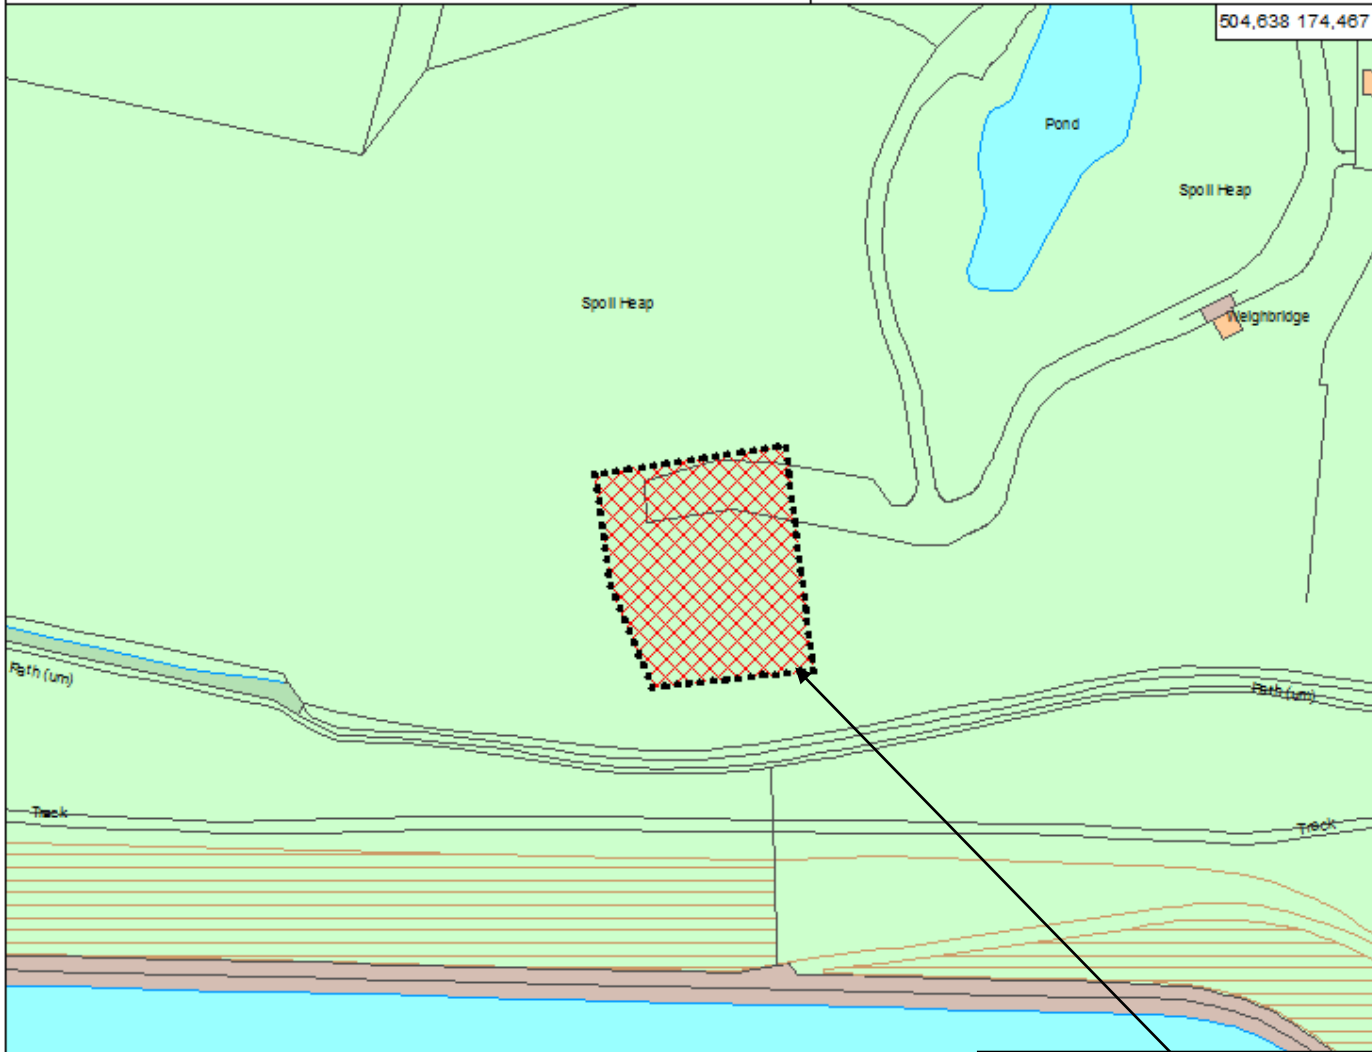 504,638 174,467
Pond
Spoil Heap
Spoil Heap
Weighbridge
Path (um)
Path (um)
Track
Track